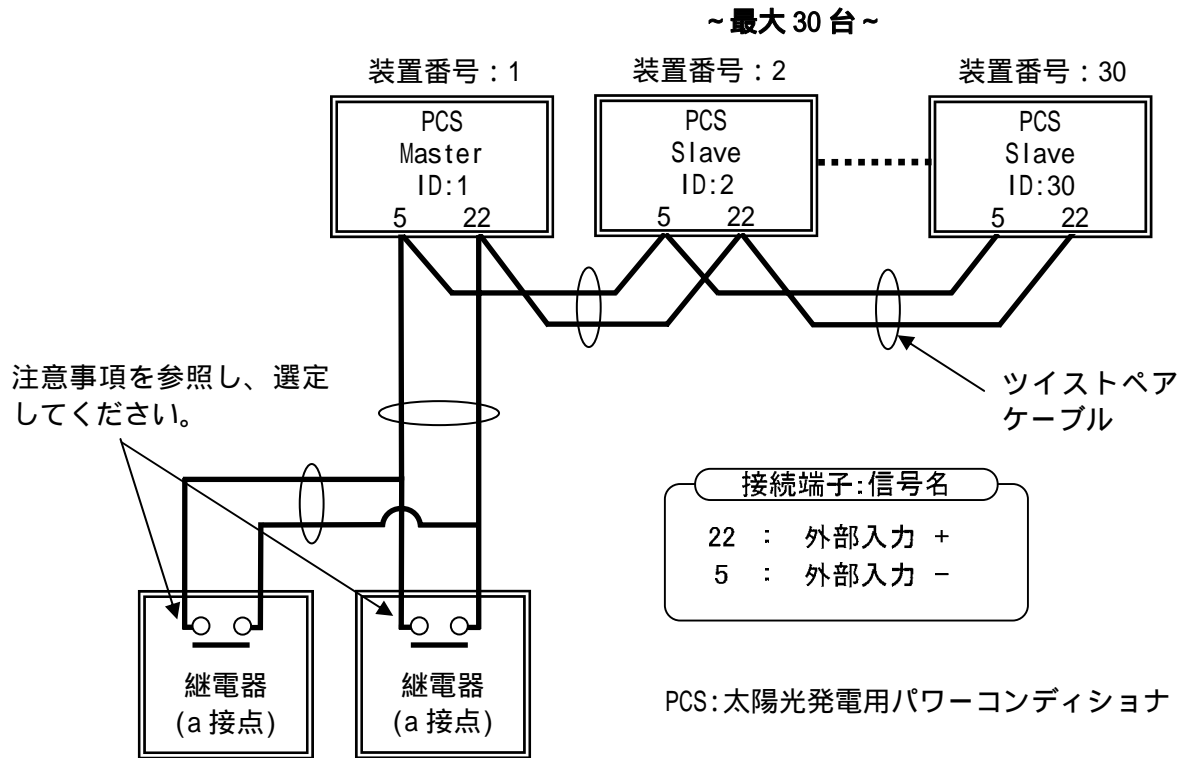 ~最大 30 台~
装置番号：1
装置番号：2
装置番号：30
PCS
Master
ID:1
5 22
PCS
Slave
ID:2
5 22
PCS
Slave
ID:30
5 22
注意事項を参照し、選定
してください。
ツイストペア
ケーブル
接続端子:信号名
22 : 外部入力 +
5 : 外部入力 −
継電器
(a 接点)
継電器
(a 接点)
PCS:太陽光発電用パワーコンディショナ